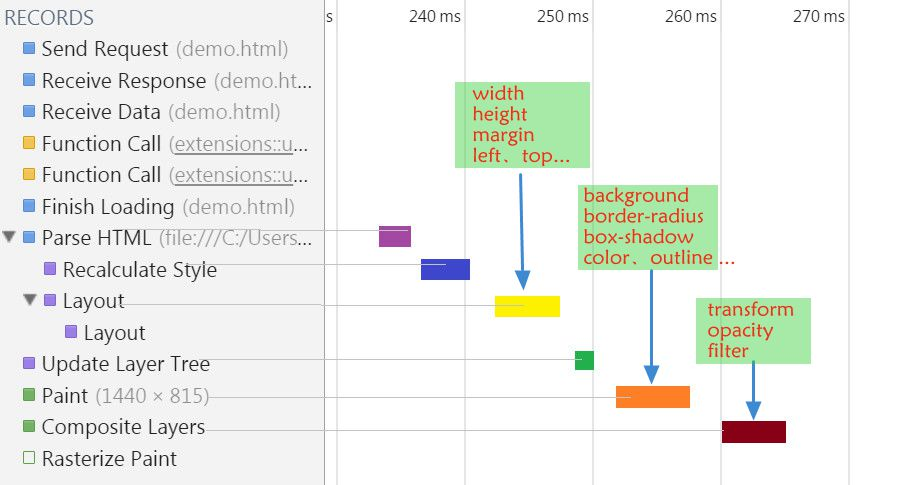 RECORDS
s
240 ms
250 ms
260 ms
270 ms
Send Request (demo.html)
Receive Response (demo.ht...
Receive Data (demo.html)
Function Call (extensions::u...
Function Call (extensions::u...
Finish Loading (demo.html)
Parse HTML (file:///C:/Users...
Recalculate Style
Layout
Layout
Update Layer Tree
Paint (1440 × 815)
Composite Layers
Rasterize Paint
width
height
margin
left、top...
background
border-radius
box-shadow
color、outline ...
transform
opacity
filter